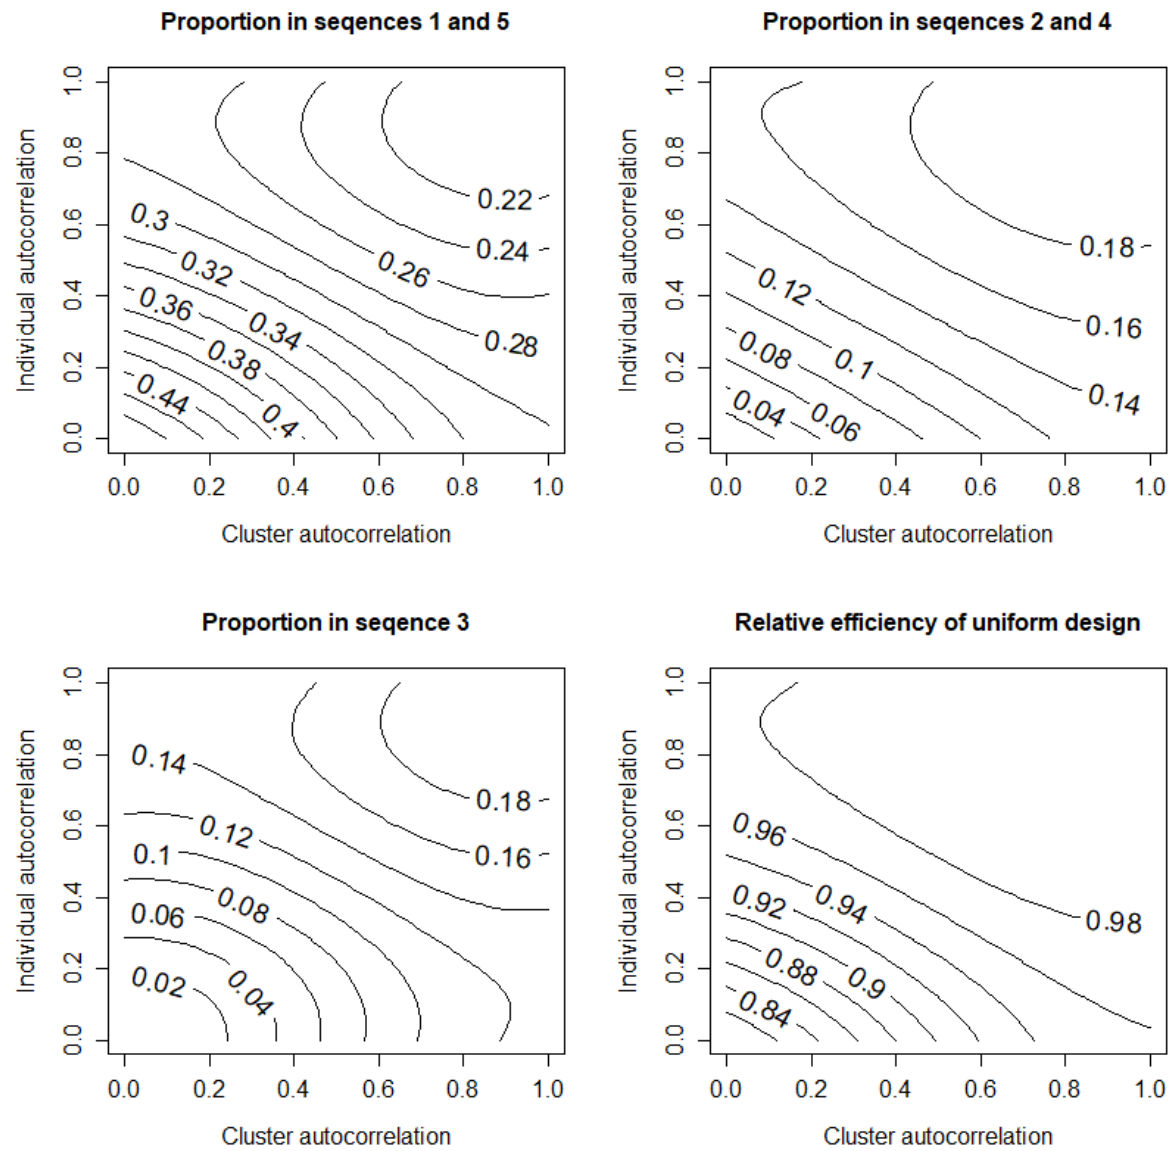 Proportion in seqences 1 and 5
Individual autocorrelation
0.0 0.2 0.4 0.6 0.8 1.0
0.22
0.24
0.26
0.28
0.3
0.32
0.34
0.36
0.38
0.4
0.44
0.0 0.2 0.4 0.6 0.8 1.0
Cluster autocorrelation
Proportion in seqences 2 and 4
Individual autocorrelation
0.0 0.2 0.4 0.6 0.8 1.0
0.18
0.16
0.14
0.12
0.1
0.08
0.06
0.04
0.0 0.2 0.4 0.6 0.8 1.0
Cluster autocorrelation
Proportion in seqence 3
Individual autocorrelation
0.0 0.2 0.4 0.6 0.8 1.0
0.14
0.18
0.12
0.16
0.1
0.08
0.06
0.04
0.02
0.0 0.2 0.4 0.6 0.8 1.0
Cluster autocorrelation
Relative efficiency of uniform design
Individual autocorrelation
0.0 0.2 0.4 0.6 0.8 1.0
0.96
0.94
0.98
0.92
0.9
0.88
0.84
0.0 0.2 0.4 0.6 0.8 1.0
Cluster autocorrelation